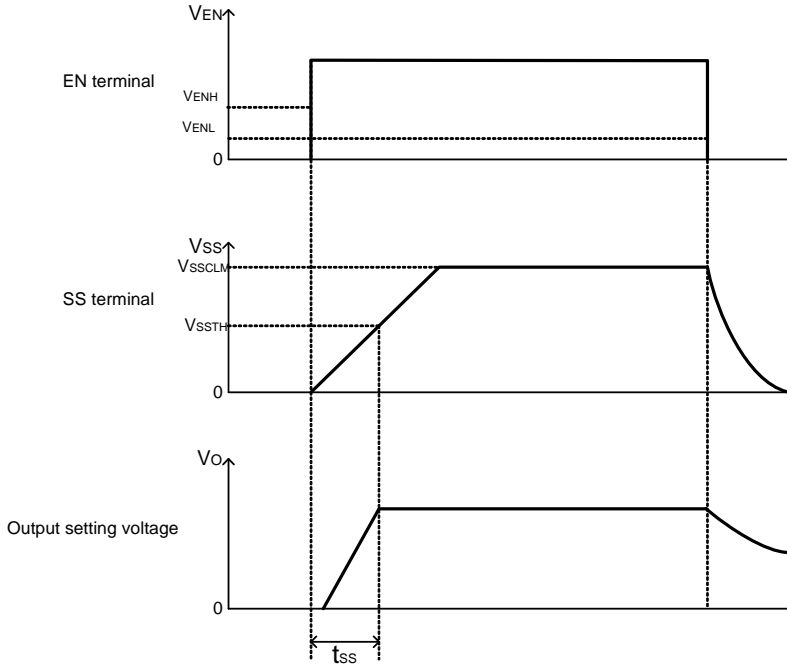 VEN
EN terminal
VENH
VENL
0
VSS
VSSCLM
SS terminal
VSSTH
0
VO
Output setting voltage
0
tSS